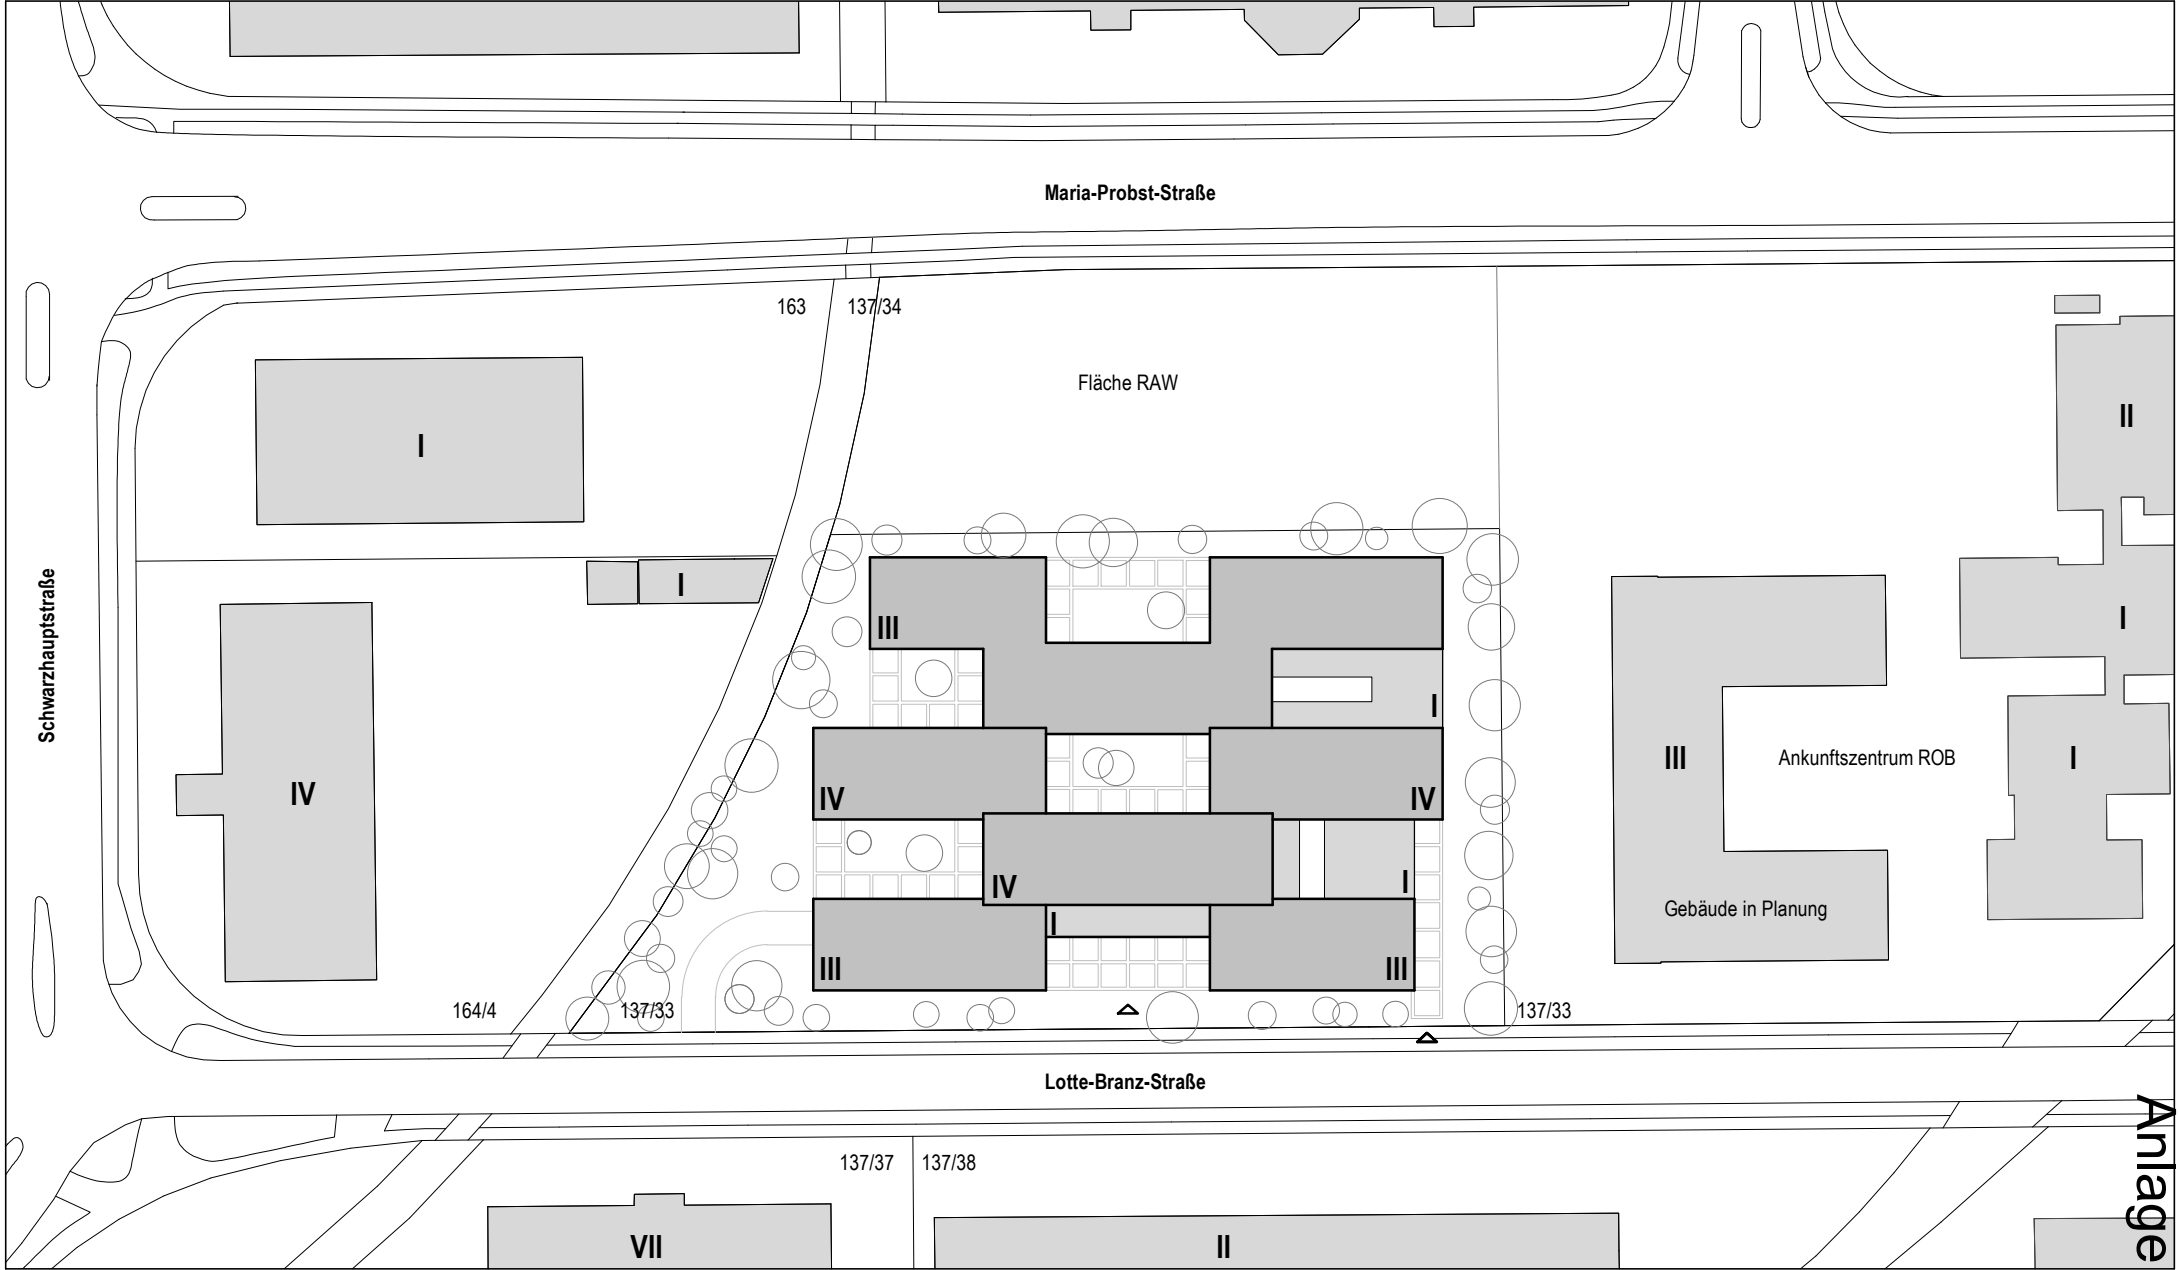 Maria-Probst-Straße
163
137/34
Fläche RAW
II
I
I
III
I
Schwarzhauptstraße
I
III
Ankunftszentrum ROB
I
IV
IV
IV
IV
I
Gebäude in Planung
I
III
III
164/4
137/33
137/33
Lotte-Branz-Straße
137/37
137/38
VII
II
Anlage